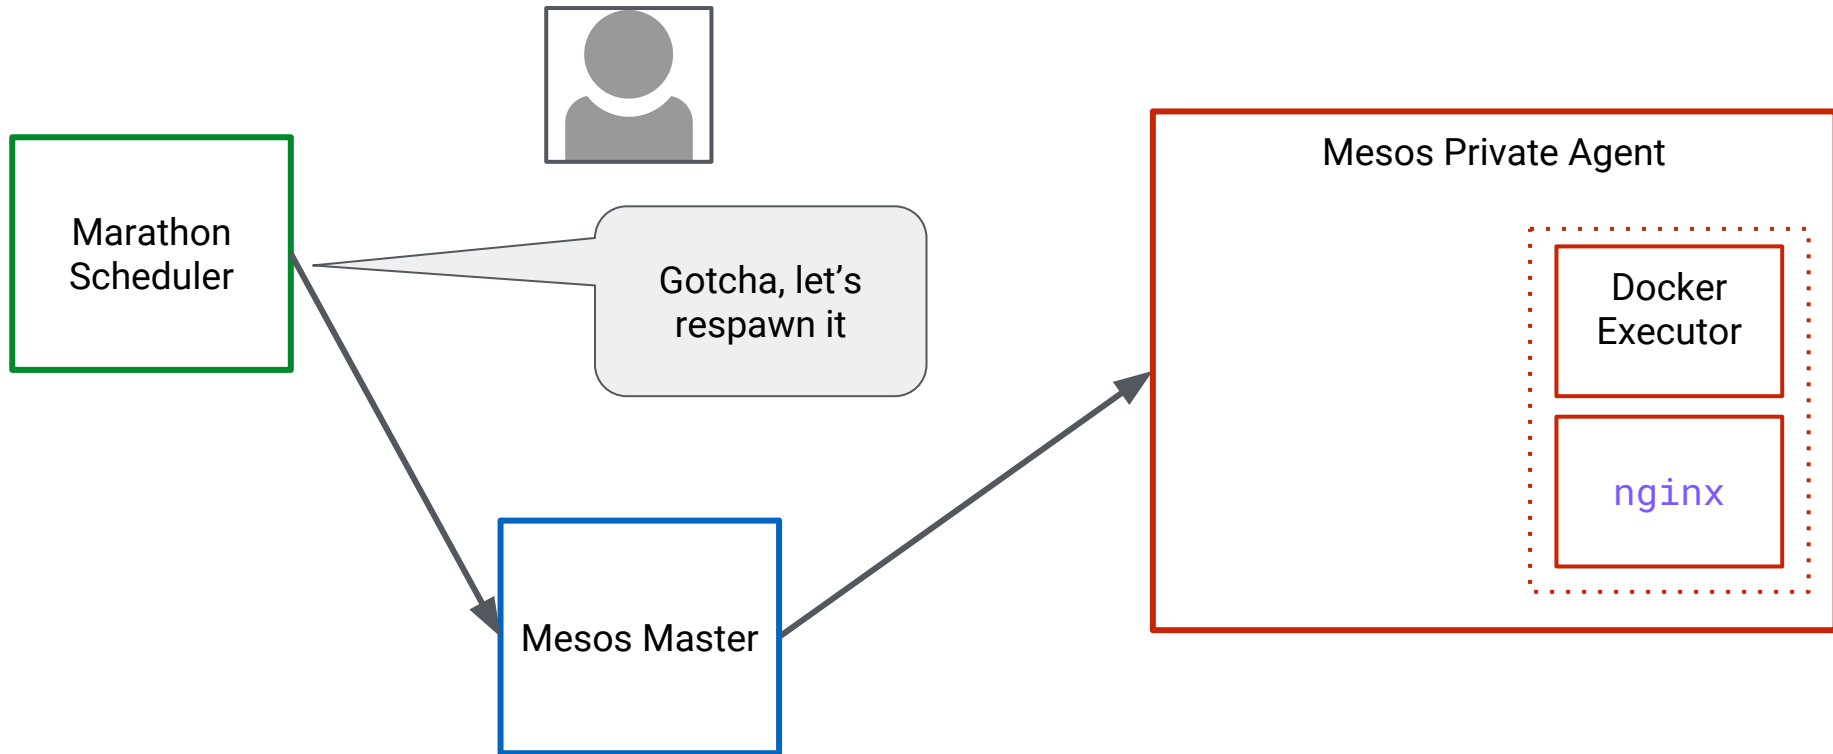 Mesos Private Agent
Marathon
Scheduler
Gotcha, let’s
respawn it
Docker
Executor
nginx
Mesos Master